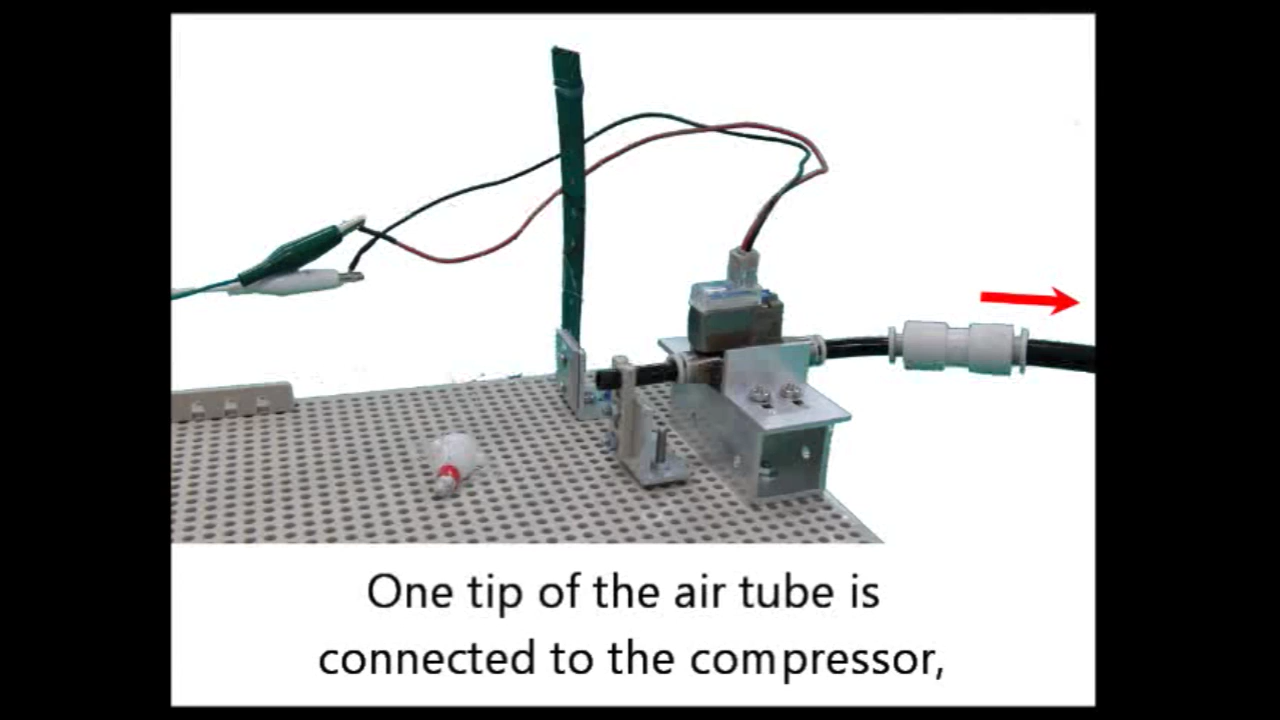 One tip of the air tube is
connected to the compressor,